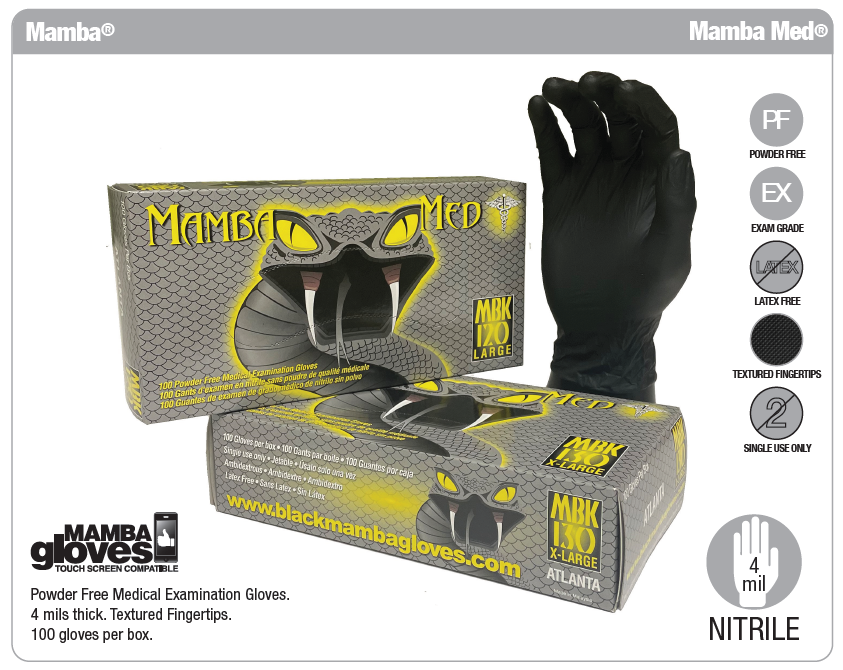 Mamba®
Mamba Med®
PF
POWDER FREE
EX
EXAM GRADE
LATEX
LATEX FREE
TEXTURED FINGERTIPS
2
SINGLE USE ONLY
MAMBA MED
MBK
120
LARGE
100 Powder Free Medical Examination Gloves
100 Gants d'examen en nitrile sans poudre de qualité médicale
100 Guantes de examen de grado médico de nitrilo sin polvo
MBK
MED
MBK
130
X-LARGE
100 Gloves per box • 100 Gants par boîte • 100 Guantes por caja
Single use only • Jetable • Úsalo solo una vez
Ambidextrous • Ambidextre • Ambidextro
Latex Free • Sans Latex • Sin Latex
www.blackmambagloves.com
MBK
130
X-LARGE
ATLANTA
ATLANTA
MAMBA
gloves
TOUCH SCREEN COMPATIBLE
Powder Free Medical Examination Gloves.
4 mils thick. Textured Fingertips.
100 gloves per box.
4
mil
NITRILE